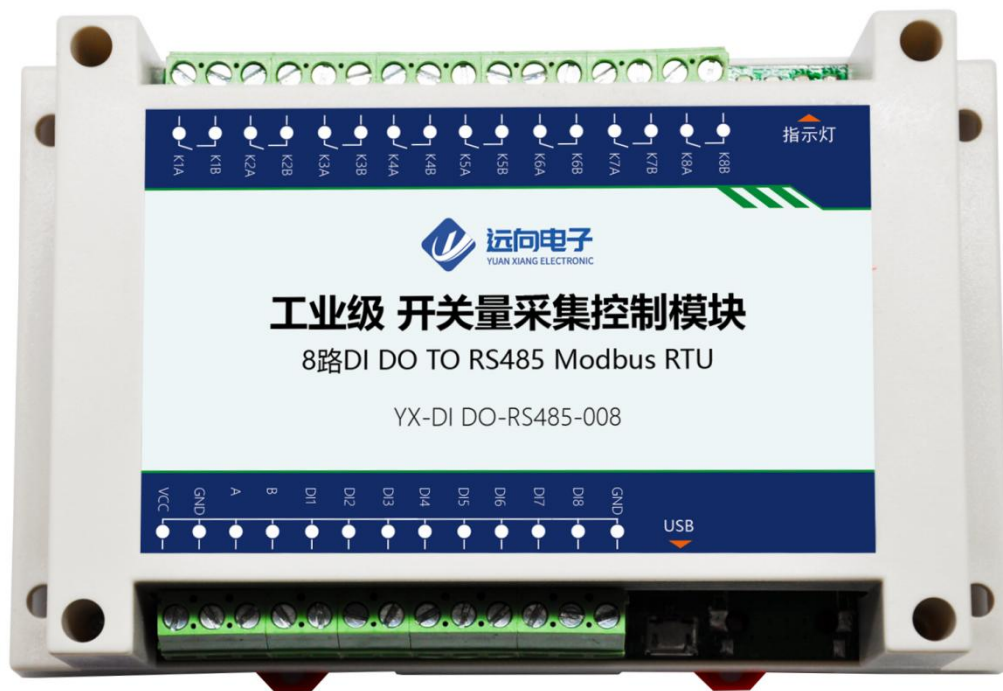 K1A K1B K2A K2B K3A K3B K4A K4B K5A K5B K6A K6B K7A K7B K8A K8B
指示灯
远向电子
YUAN XIANG ELECTRONIC
工业级 开关量采集控制模块
8路DI DO TO RS485 Modbus RTU
YX-DI DO-RS485-008
VCC GND A B DI1 DI2 DI3 DI4 DI5 DI6 DI7 DI8 GND
USB